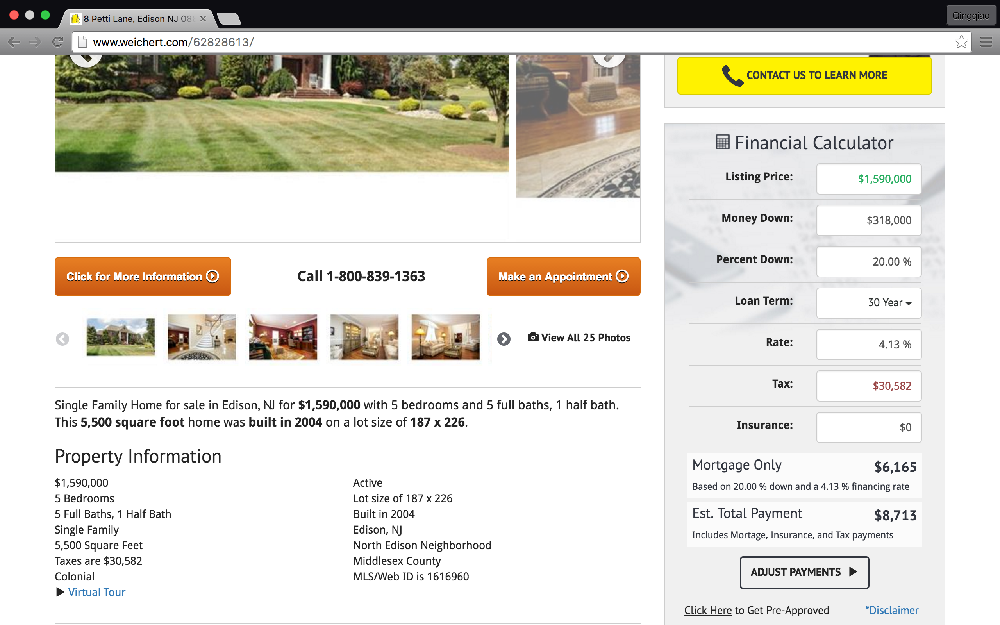 8 Petti Lane, Edison NJ 088
Qingqiao
www.weichert.com/62828613/
CONTACT US TO LEARN MORE
Financial Calculator
Listing Price: $1,590,000
Money Down: $318,000
Percent Down: 20.00 %
Loan Term: 30 Year
Rate: 4.13 %
Tax: $30,582
Insurance: $0
Mortgage Only $6,165
Based on 20.00 % down and a 4.13 % financing rate
Est. Total Payment $8,713
Includes Mortage, Insurance, and Tax payments
ADJUST PAYMENTS
Click Here to Get Pre-Approved *Disclaimer
Click for More Information
Call 1-800-839-1363
Make an Appointment
View All 25 Photos
Single Family Home for sale in Edison, NJ for $1,590,000 with 5 bedrooms and 5 full baths, 1 half bath.
This 5,500 square foot home was built in 2004 on a lot size of 187 x 226.
Property Information
$1,590,000
5 Bedrooms
5 Full Baths, 1 Half Bath
Single Family
5,500 Square Feet
Taxes are $30,582
Colonial
Virtual Tour
Active
Lot size of 187 x 226
Built in 2004
Edison, NJ
North Edison Neighborhood
Middlesex County
MLS/Web ID is 1616960